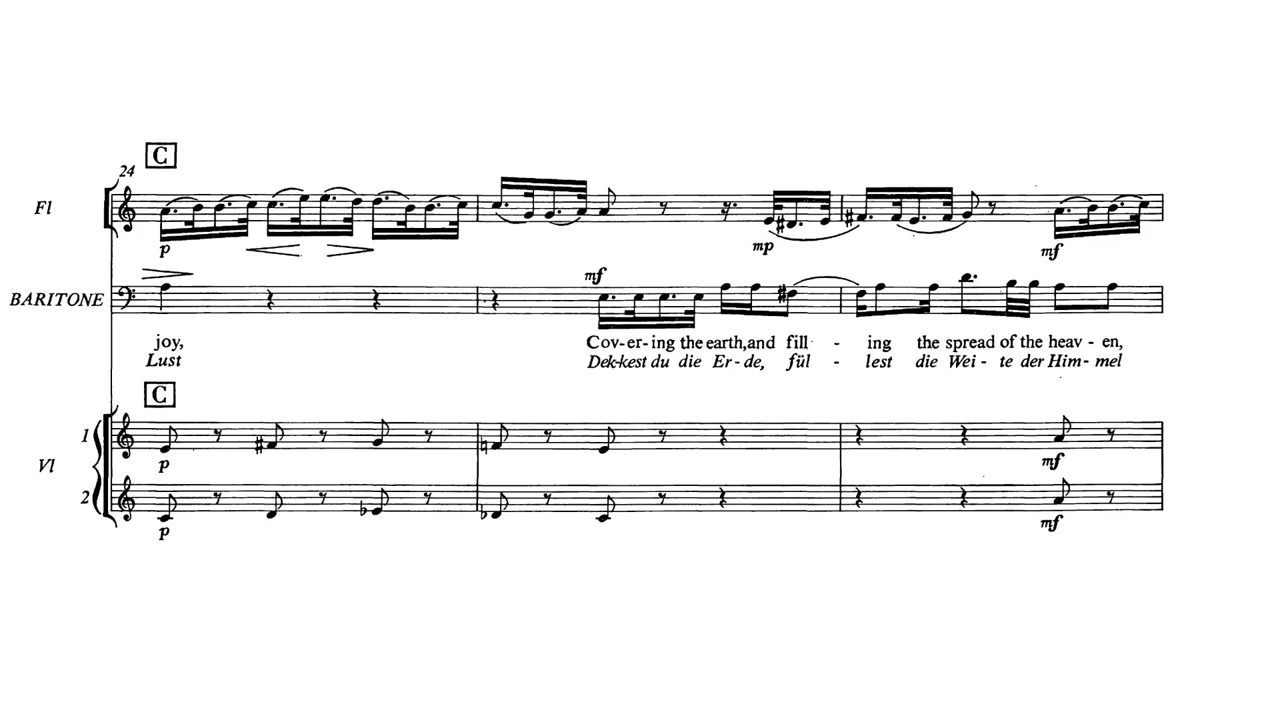 C
24
Fl
p
mp
mf
mf
BARITONE
joy, Cov-er-ing the earth, and fill - ing the spread of the heav - en,
Lust Dek-kest du die Er-de, fül - lest die Wei - te der Him - mel
C
1
p
mf
Vl
2
p
mf